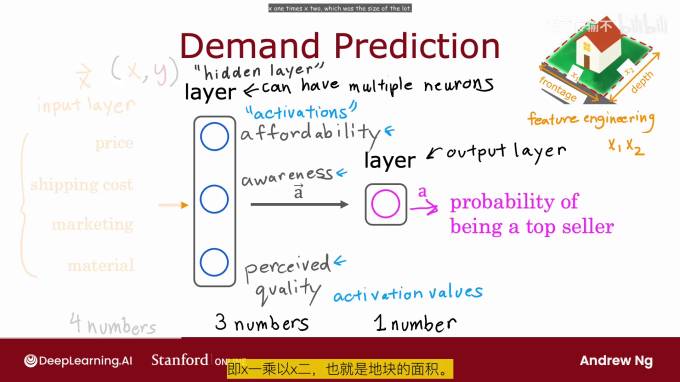 x one times x two, which was the size of the lot.
Demand Prediction
x⃗ (x, y)
"hidden layer"
layer ← can have multiple neurons
input layer
"activations"
price
shipping cost
marketing
material
affordability ←
awareness ←
a⃗
perceived ←
quality
activation values
layer ← output layer
a
probability of
being a top seller
frontage x₁
x₂ depth
feature engineering
x₁ x₂
4 numbers
3 numbers
1 number
DeepLearning.AI
Stanford
Andrew Ng
即x一乘以x二，也就是地块的面积。
bilibili